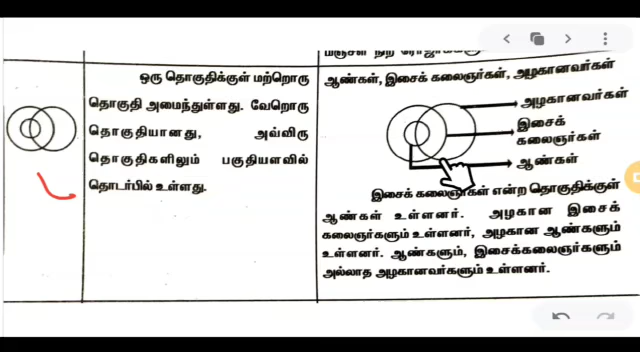 ஒரு தொகுதிக்குள் மற்றொரு
தொகுதி அமைந்துள்ளது. வேறொரு
தொகுதியானது, அவ்விரு
தொகுதிகளிலும் பகுதியளவில்
தொடர்பில் உள்ளது.
ஆண்கள், இசைக் கலைஞர்கள், அழகானவர்கள்
அழகானவர்கள்
இசைக்
கலைஞர்கள்
ஆண்கள்
இசைக் கலைஞர்கள் என்ற தொகுதிக்குள்
ஆண்கள் உள்ளனர். அழகான இசைக்
கலைஞர்களும் உள்ளனர், அழகான ஆண்களும்
உள்ளனர். ஆண்களும், இசைக்கலைஞர்களும்
அல்லாத அழகானவர்களும் உள்ளனர்.